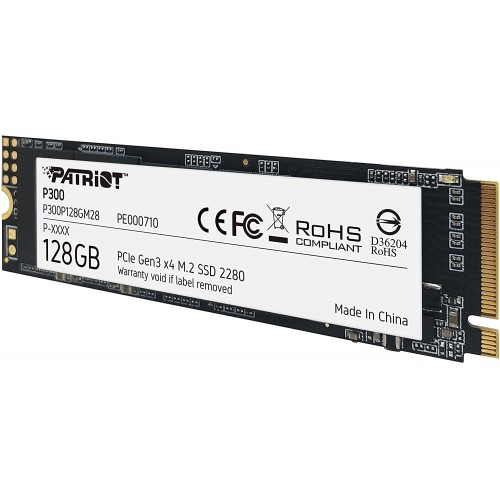 PATRIOT
P300
P300P128GM28 PE000710
P-XXXX
128GB
PCIe Gen3 x4 M.2 SSD 2280
Warranty void if label removed
CE FC
RoHS
COMPLIANT
D36204
RoHS
Made In China